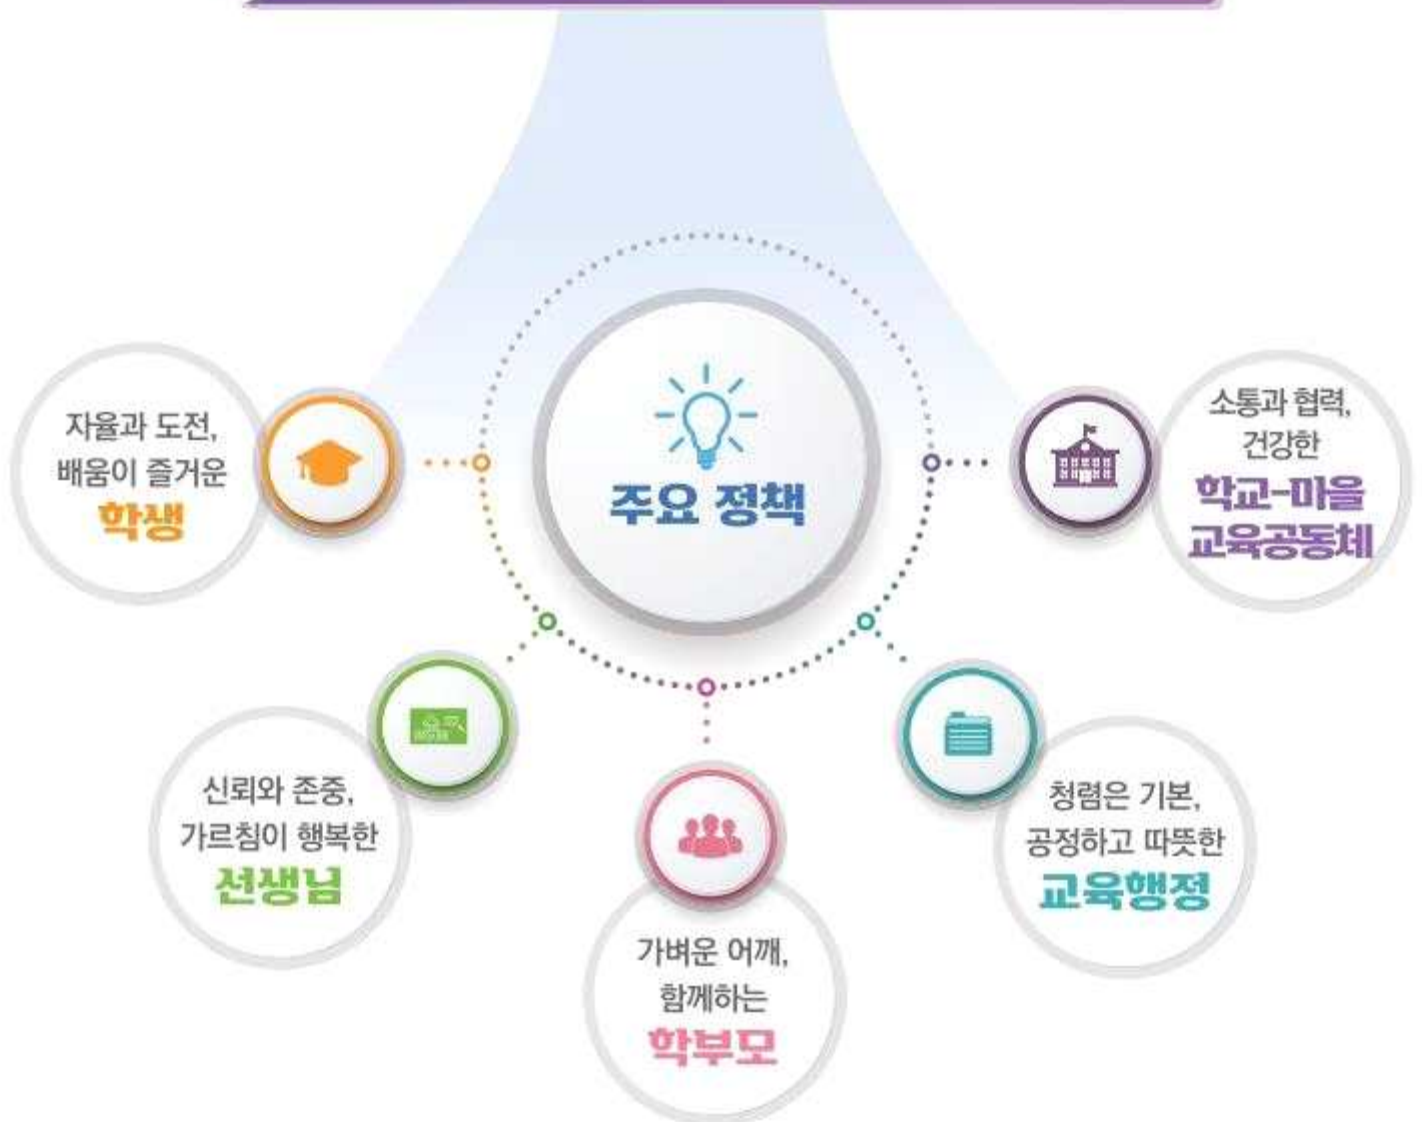 주요 정책
자율과 도전,
배움이 즐거운
학생
신뢰와 존중,
가르침이 행복한
선생님
가벼운 어깨,
함께하는
학부모
청렴은 기본,
공정하고 따뜻한
교육행정
소통과 협력,
건강한
학교-마을
교육공동체